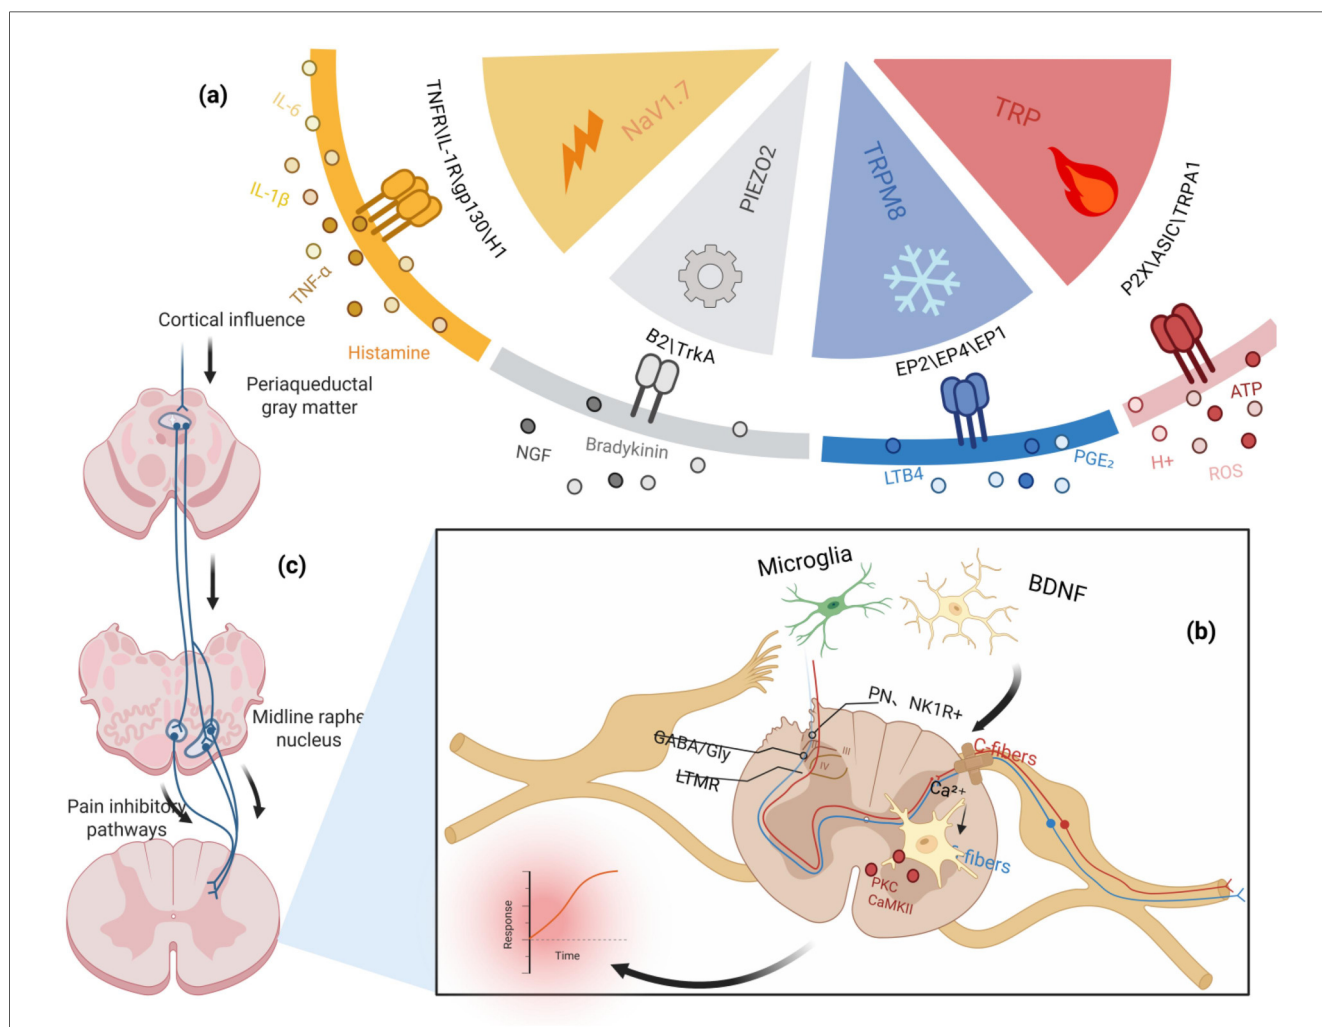 (a)
IL-6
IL-1β
TNF-α
Histamine
TNFR\IL-1R\gp130\H1
NaV1.7
PIEZO2
TRPM8
TRP
B2\TrkA
EP2\EP4\EP1
P2X\ASIC\TRPA1
NGF
Bradykinin
LTB4
PGE₂
H+
ATP
ROS
Cortical influence
Periaqueductal
gray matter
(c)
Midline raphe
nucleus
Pain inhibitory
pathways
(b)
Microglia
BDNF
PN、NK1R+
GABA/Gly
LTMR
III
IV
C-fibers
Ca²+
-fibers
PKC
CaMKII
Response
Time